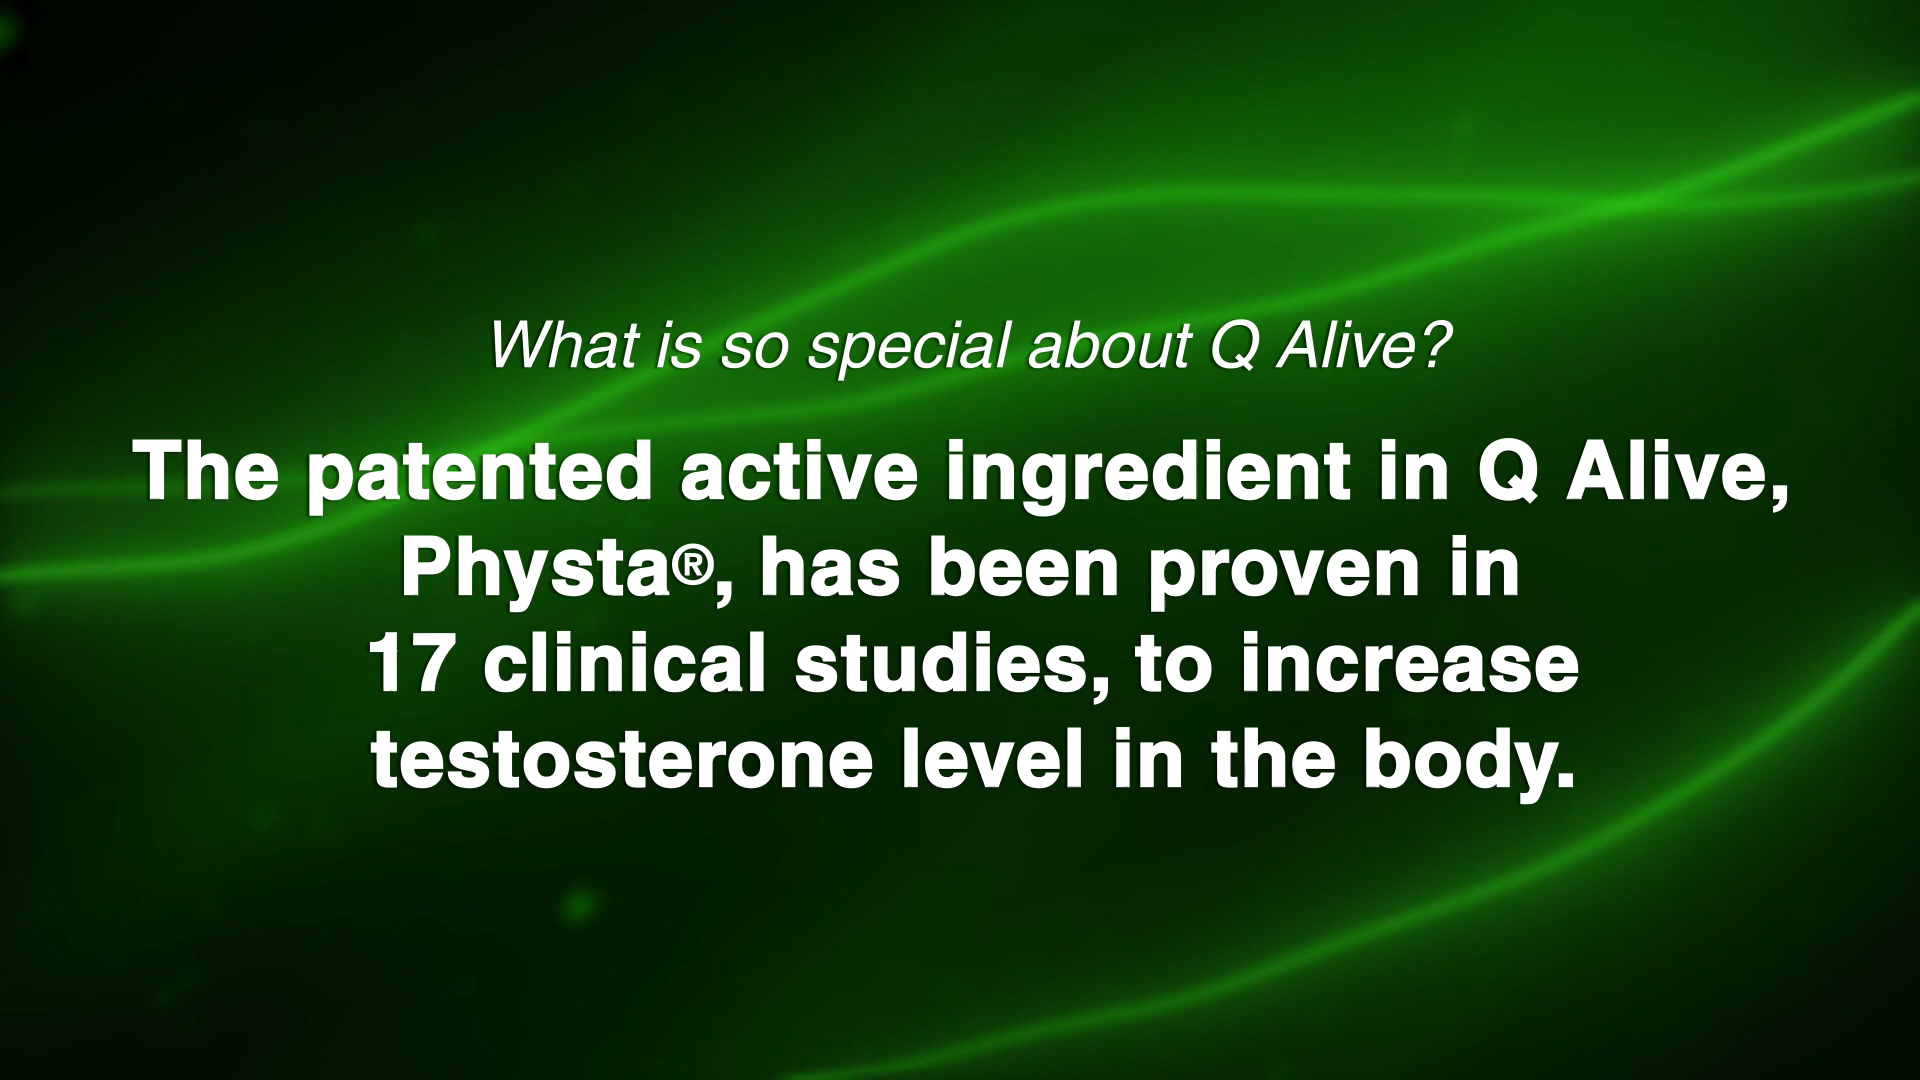 What is so special about Q Alive?
The patented active ingredient in Q Alive,
Physta®, has been proven in
17 clinical studies, to increase
testosterone level in the body.